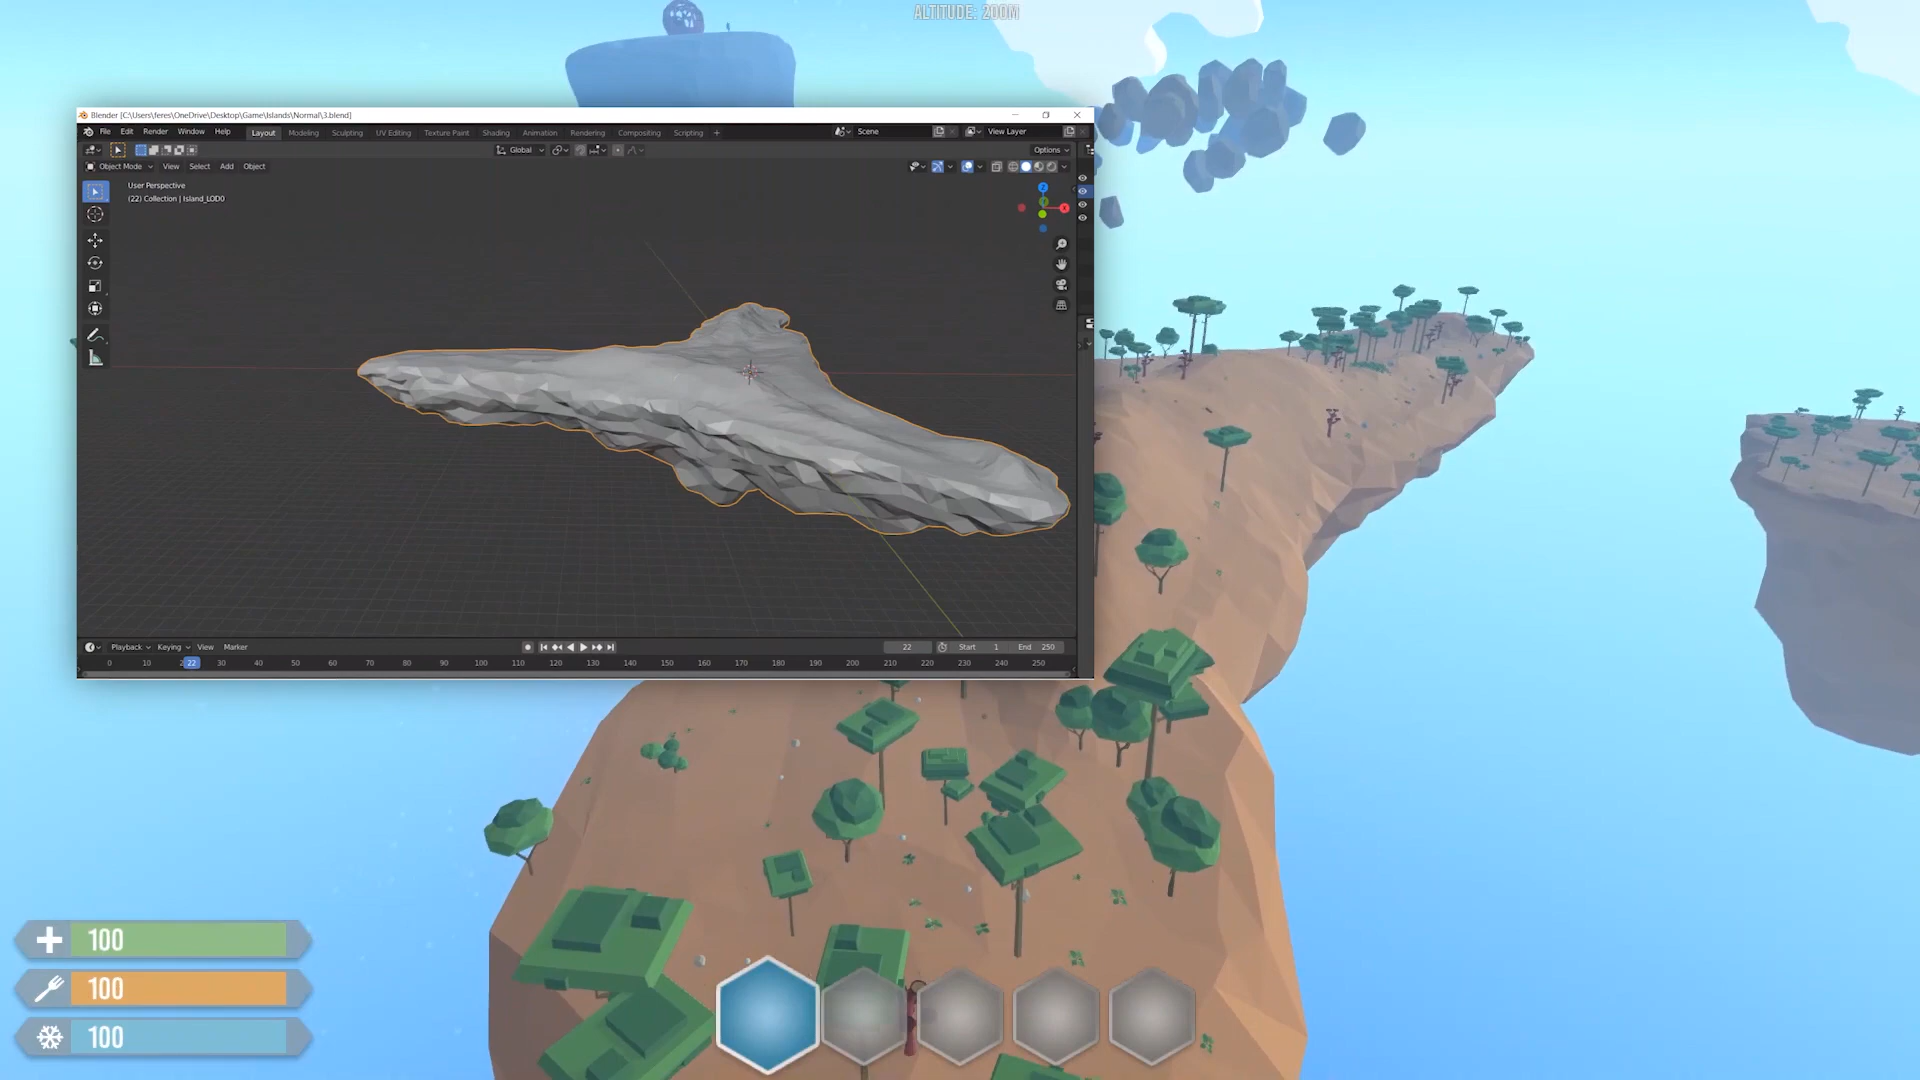 ALTITUDE: 200M
Blender [C:\Users\feres\OneDrive\Desktop\Game\Islands\Normal\3.blend]
File Edit Render Window Help Layout Modeling Sculpting UV Editing Texture Paint Shading Animation Rendering Compositing Scripting + Scene View Layer
Global Options
Object Mode View Select Add Object
User Perspective
(22) Collection | Island_LOD0
Z
X
Playback Keying View Marker 22 Start 1 End 250
0 10 22 30 40 50 60 70 80 90 100 110 120 130 140 150 160 170 180 190 200 210 220 230 240 250
100
100
100